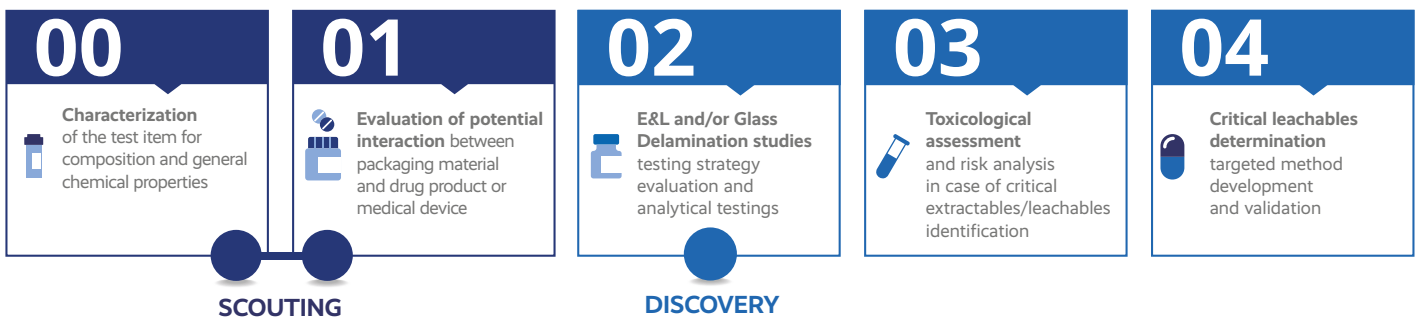 00
Characterization
of the test item for
composition and general
chemical properties
01
Evaluation of potential
interaction between
packaging material
and drug product or
medical device
02
E&L and/or Glass
Delamination studies
testing strategy
evaluation and
analytical testings
03
Toxicological
assessment
and risk analysis
in case of critical
extractables/leachables
identification
04
Critical leachables
determination
targeted method
development
and validation
SCOUTING
DISCOVERY